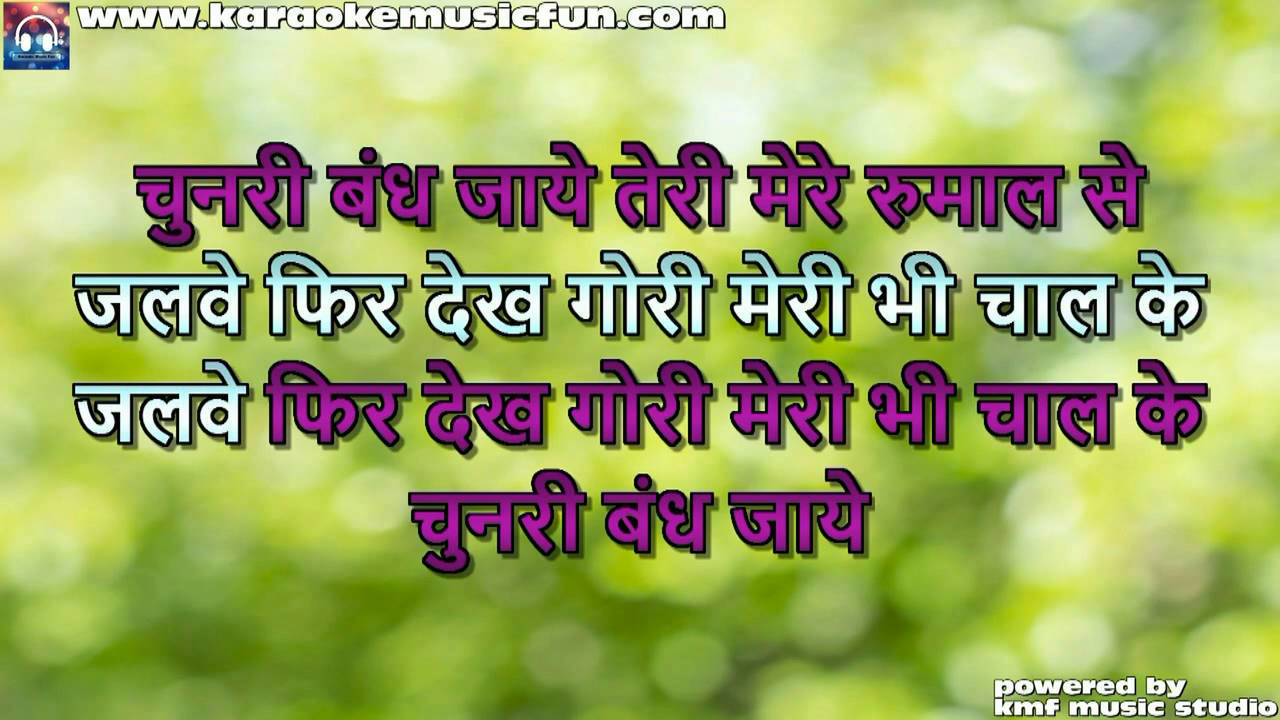 www.karaokemusicfun.com
चुनरी बंध जाये तेरी मेरे रुमाल से
जलवे फिर देख गोरी मेरी भी चाल के
जलवे फिर देख गोरी मेरी भी चाल के
चुनरी बंध जाये
powered by
kmf music studio